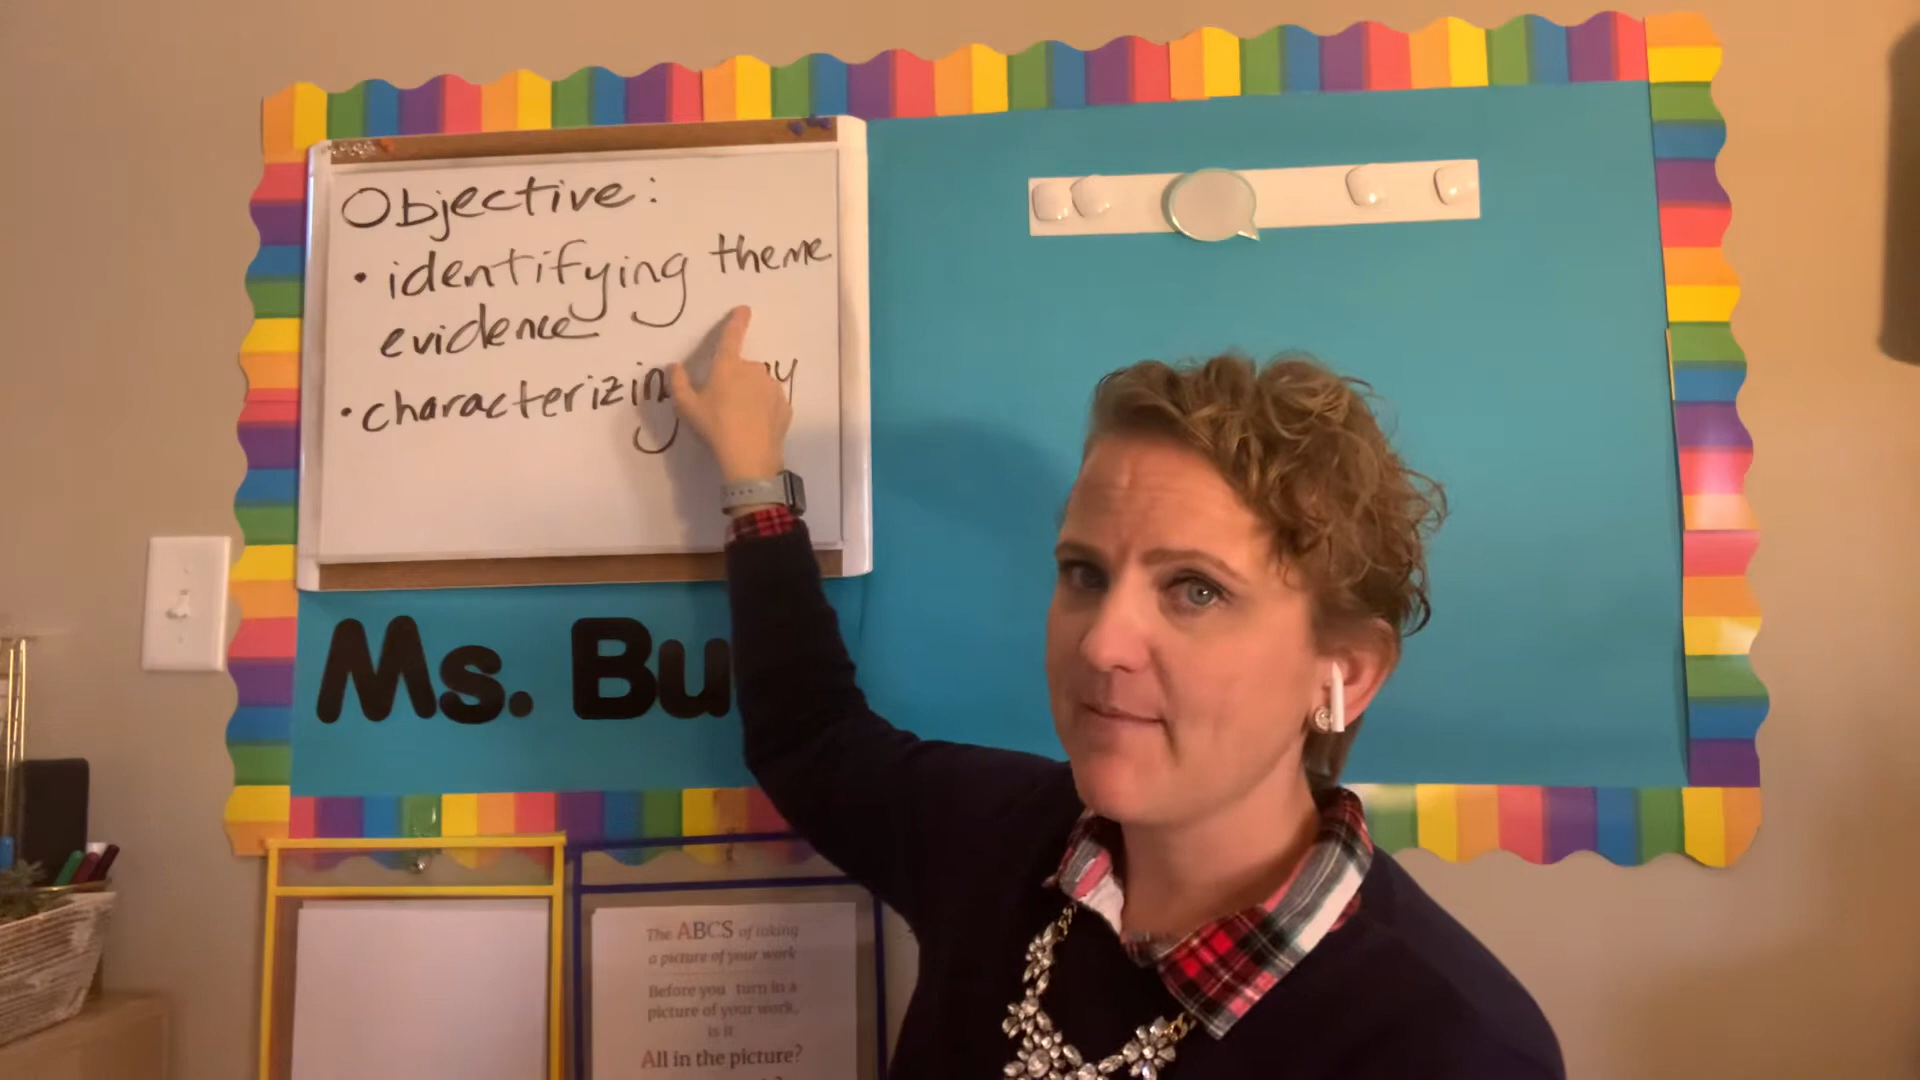 Objective:
• identifying theme
evidence
• characterizing
Ms. Bu
The ABCS of taking
a picture of your work
Before you turn in a
picture of your work,
is it
All in the picture?